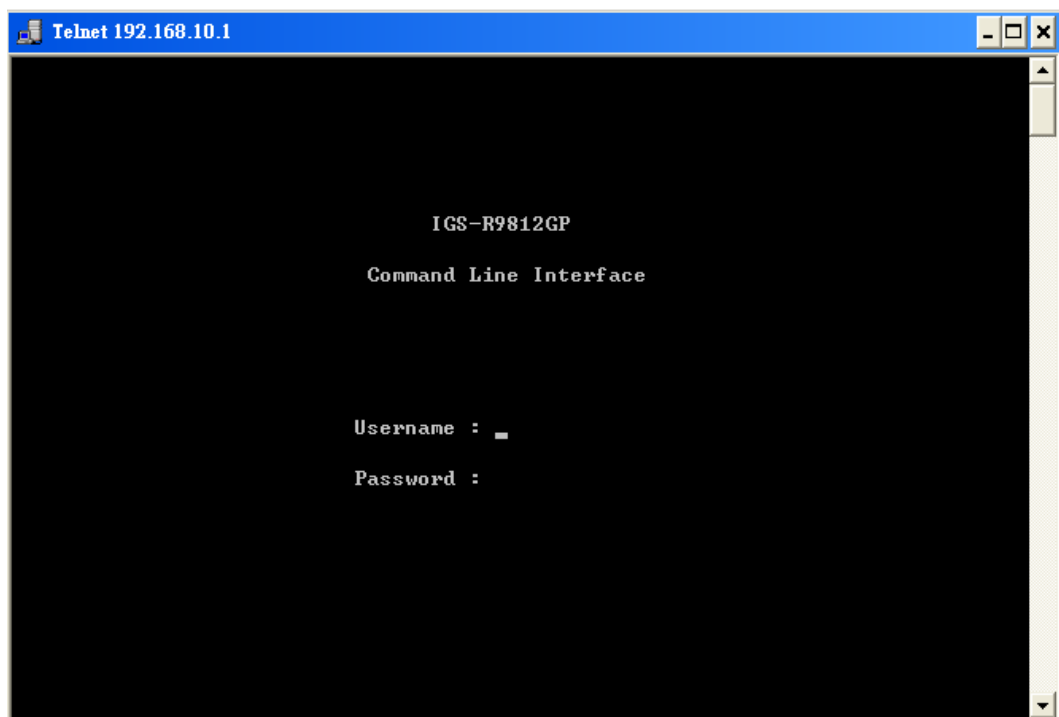 Telnet 192.168.10.1
IGS-R9812GP
Command Line Interface
Username : _
Password :